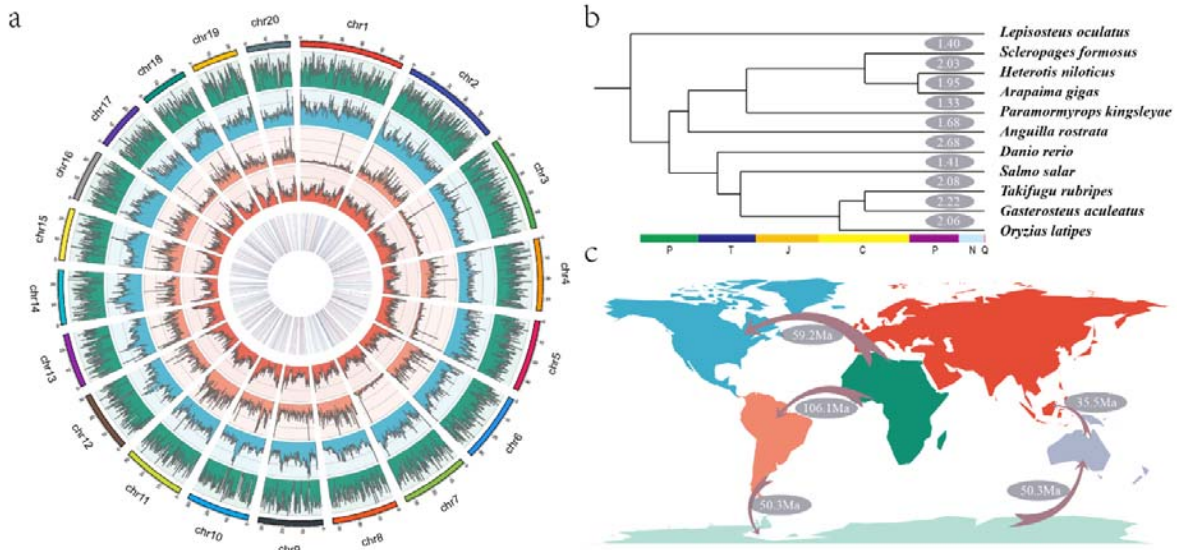 a
chr1
chr2
chr3
chr4
chr5
chr6
chr7
chr8
chr9
chr10
chr11
chr12
chr13
chr14
chr15
chr16
chr17
chr18
chr19
chr20
b
Lepisosteus oculatus
1.40
Scleropages formosus
2.03
Heterotis niloticus
1.95
Arapaima gigas
1.33
Paramormyrops kingsleyae
1.68
Anguilla rostrata
2.68
Danio rerio
1.41
Salmo salar
2.08
Takifugu rubripes
2.22
Gasterosteus aculeatus
2.06
Oryzias latipes
P T J C P N Q
c
59.2Ma
106.1Ma
35.5Ma
50.3Ma
50.3Ma